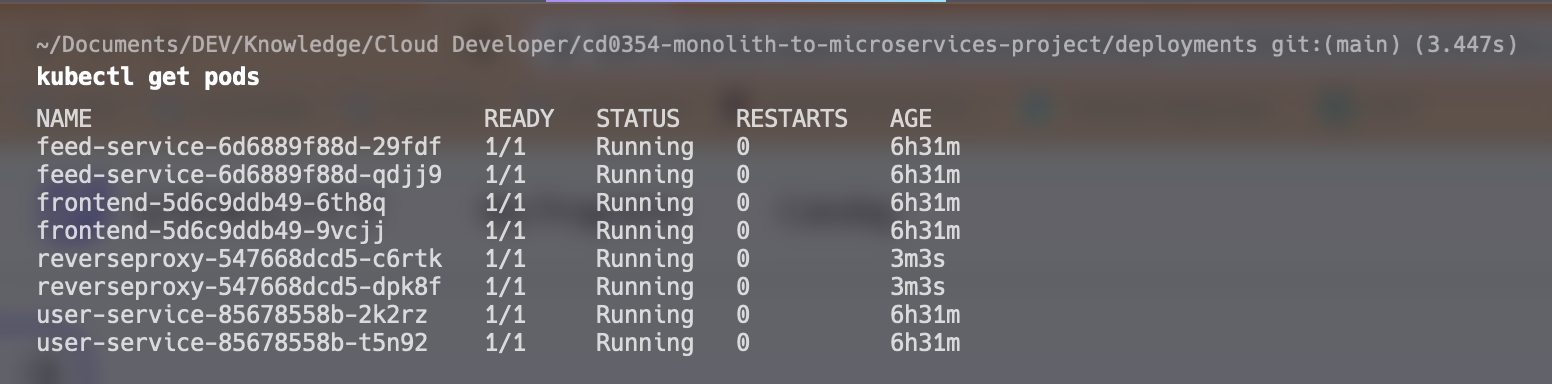 ~/Documents/DEV/Knowledge/Cloud Developer/cd0354-monolith-to-microservices-project/deployments git:(main) (3.447s)
kubectl get pods
NAME READY STATUS RESTARTS AGE
feed-service-6d6889f88d-29fdf 1/1 Running 0 6h31m
feed-service-6d6889f88d-qdjj9 1/1 Running 0 6h31m
frontend-5d6c9ddb49-6th8q 1/1 Running 0 6h31m
frontend-5d6c9ddb49-9vcjj 1/1 Running 0 6h31m
reverseproxy-547668dcd5-c6rtk 1/1 Running 0 3m3s
reverseproxy-547668dcd5-dpk8f 1/1 Running 0 3m3s
user-service-85678558b-2k2rz 1/1 Running 0 6h31m
user-service-85678558b-t5n92 1/1 Running 0 6h31m